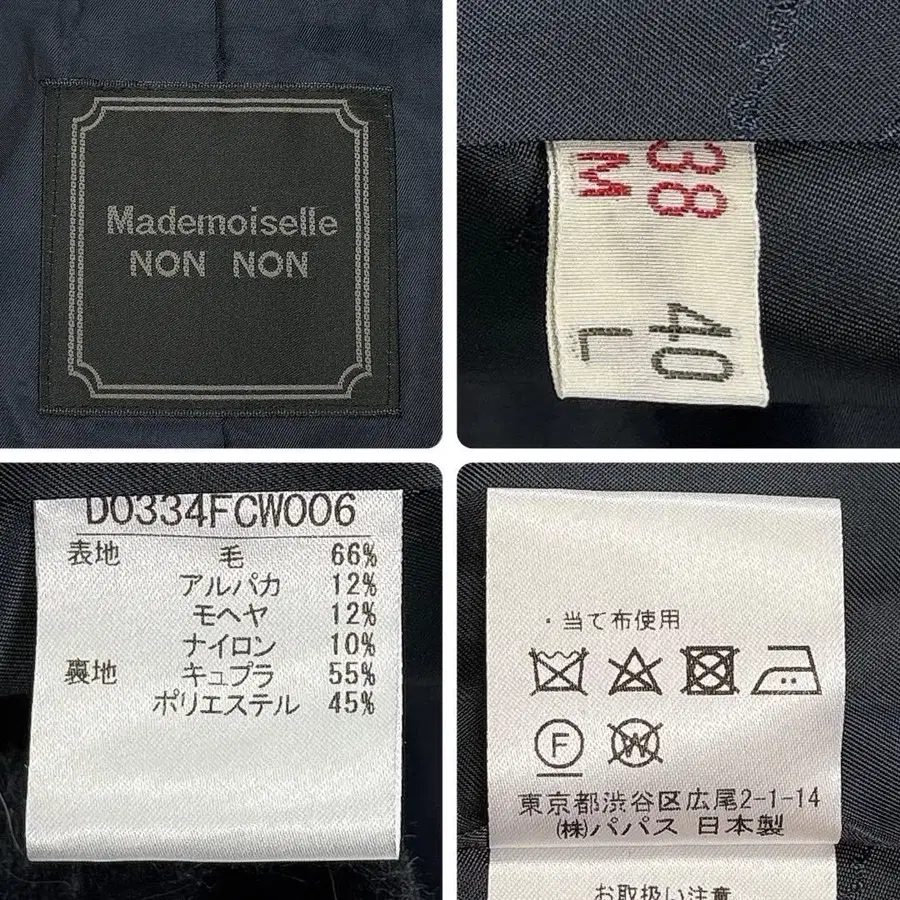 Mademoiselle
NON NON
38
M
40
L
D0334FCW006
表地 毛 66%
アルパカ 12%
モヘヤ 12%
ナイロン 10%
裏地 キュプラ 55%
ポリエステル 45%
・当て布使用
F
W
東京都渋谷区広尾2-1-14
(株)パパス 日本製
お取扱い注意